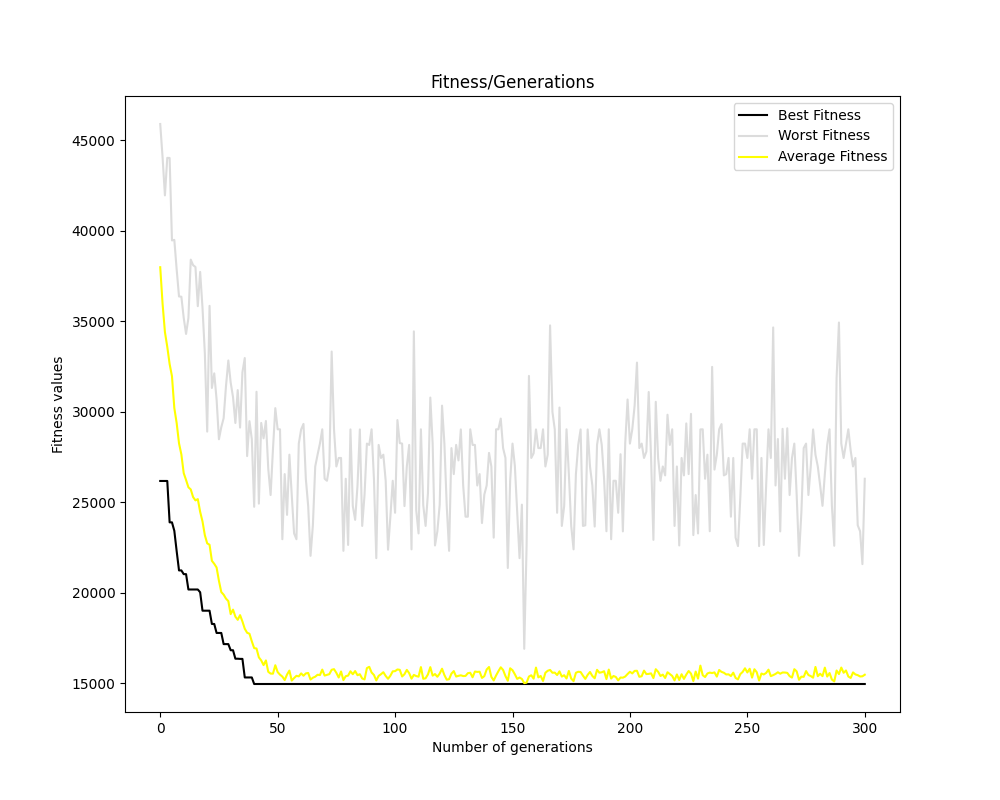 Fitness/Generations
Best Fitness
Worst Fitness
Average Fitness
45000
40000
35000
30000
25000
20000
15000
Fitness values
0 50 100 150 200 250 300
Number of generations